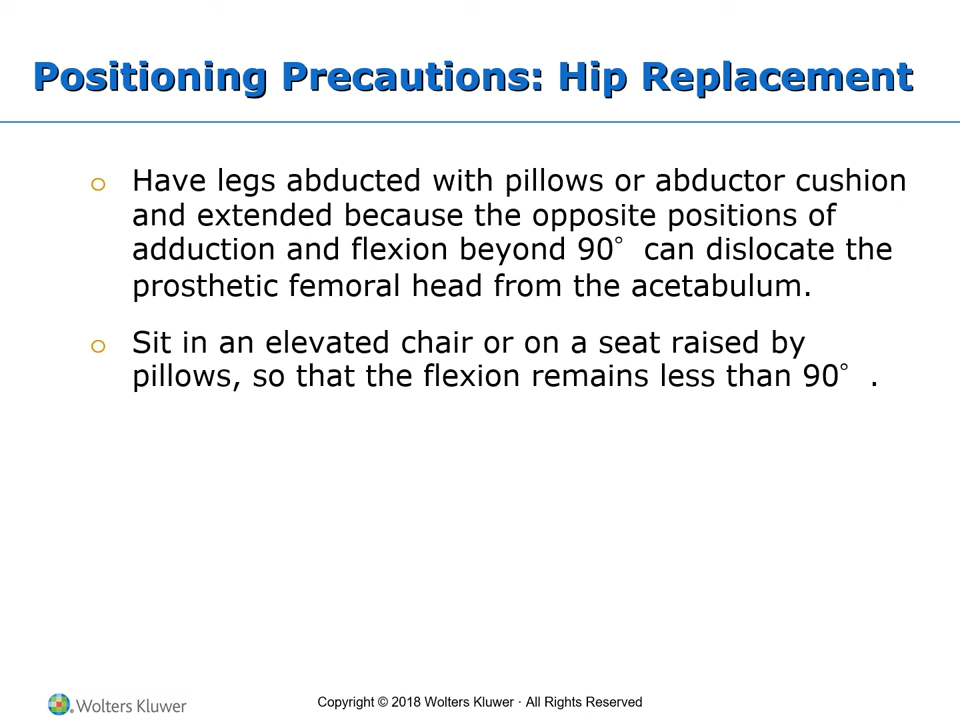 Positioning Precautions: Hip Replacement
o Have legs abducted with pillows or abductor cushion
and extended because the opposite positions of
adduction and flexion beyond 90° can dislocate the
prosthetic femoral head from the acetabulum.
o Sit in an elevated chair or on a seat raised by
pillows, so that the flexion remains less than 90° .
Wolters Kluwer
Copyright © 2018 Wolters Kluwer · All Rights Reserved